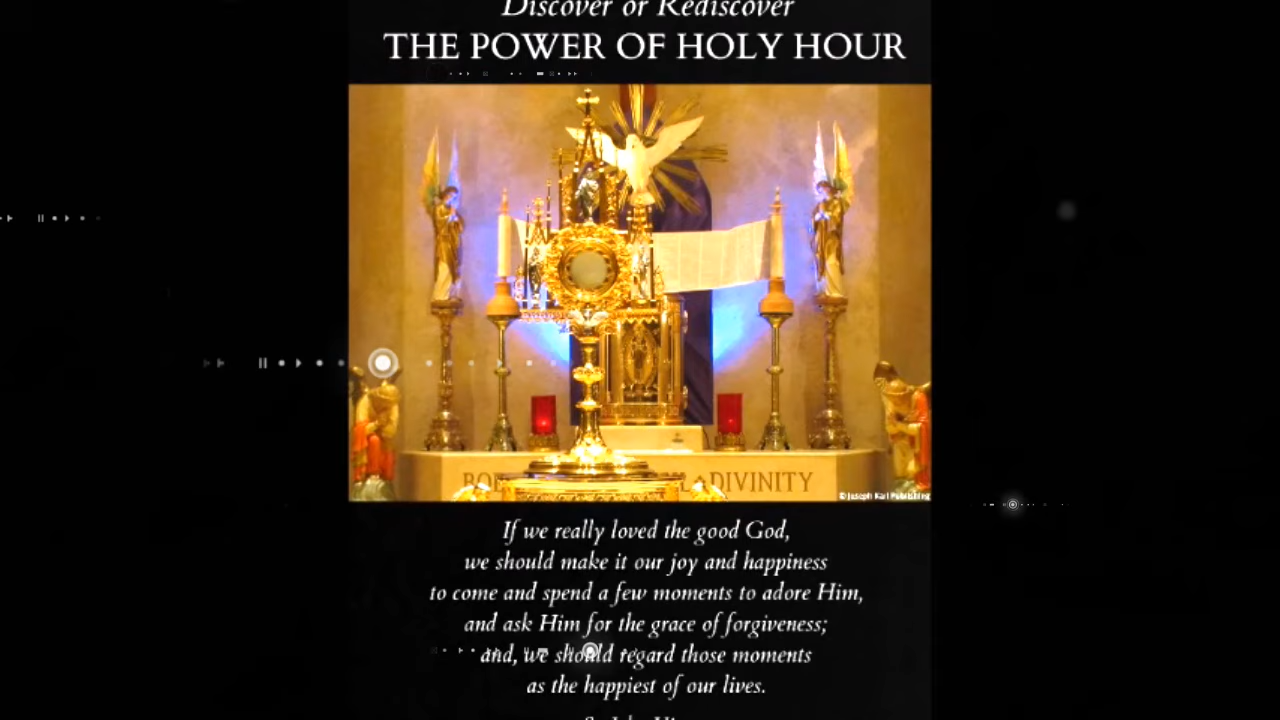 Discover or Rediscover
THE POWER OF HOLY HOUR
DIVINITY
© Joseph Karl Publishing
If we really loved the good God,
we should make it our joy and happiness
to come and spend a few moments to adore Him,
and ask Him for the grace of forgiveness;
and, we should regard those moments
as the happiest of our lives.